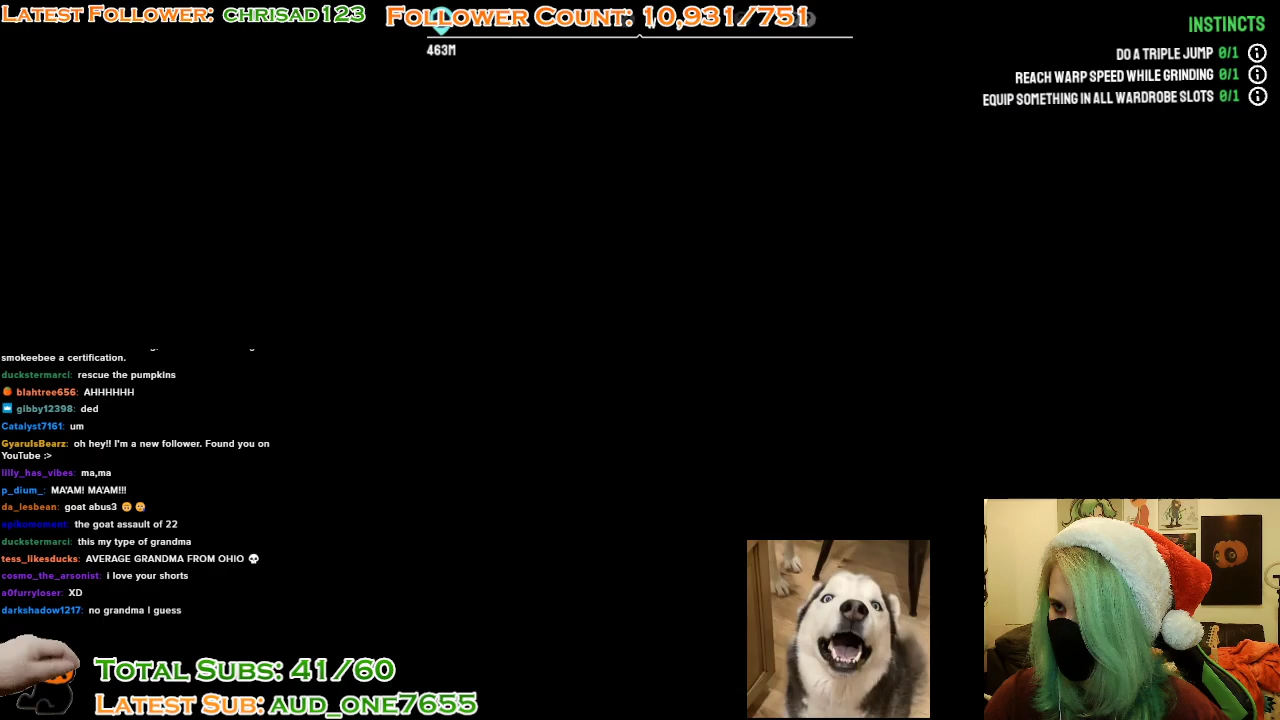 LATEST FOLLOWER: CHRISAD123
FOLLOWER COUNT: 10,931/751
463M
INSTINCTS
DO A TRIPLE JUMP 0/1
REACH WARP SPEED WHILE GRINDING 0/1
EQUIP SOMETHING IN ALL WARDROBE SLOTS 0/1
smokeebee a certification.
duckstermarci: rescue the pumpkins
blahtree656: AHHHHHH
gibby12398: ded
Catalyst7161: um
GyaruIsBearz: oh hey!! I'm a new follower. Found you on
YouTube :>
lilly_has_vibes: ma,ma
p_dium_: MA'AM! MA'AM!!!
da_lesbean: goat abus3
epikomoment: the goat assault of 22
duckstermarci: this my type of grandma
tess_likesducks: AVERAGE GRANDMA FROM OHIO 💀
cosmo_the_arsonist: i love your shorts
a0furryloser: XD
darkshadow1217: no grandma I guess
TOTAL SUBS: 41/60
LATEST SUB: AUD_ONE7655